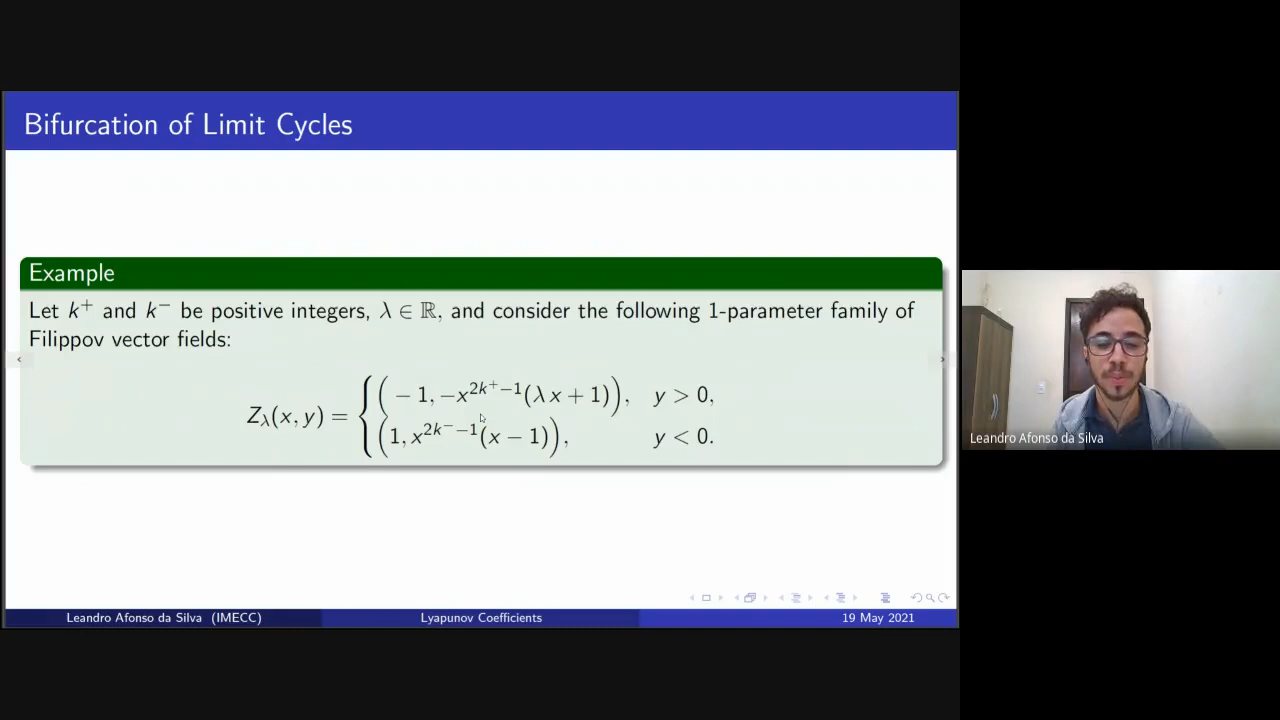 Bifurcation of Limit Cycles
Example
Let k⁺ and k⁻ be positive integers, λ ∈ ℝ, and consider the following 1-parameter family of
Filippov vector fields:
Z_λ(x, y) = { ( − 1, −x^{2k⁺−1}(λ x + 1) ), y > 0,
( 1, x^{2k⁻−1}(x − 1) ), y < 0.
Leandro Afonso da Silva (IMECC) Lyapunov Coefficients 19 May 2021
Leandro Afonso da Silva